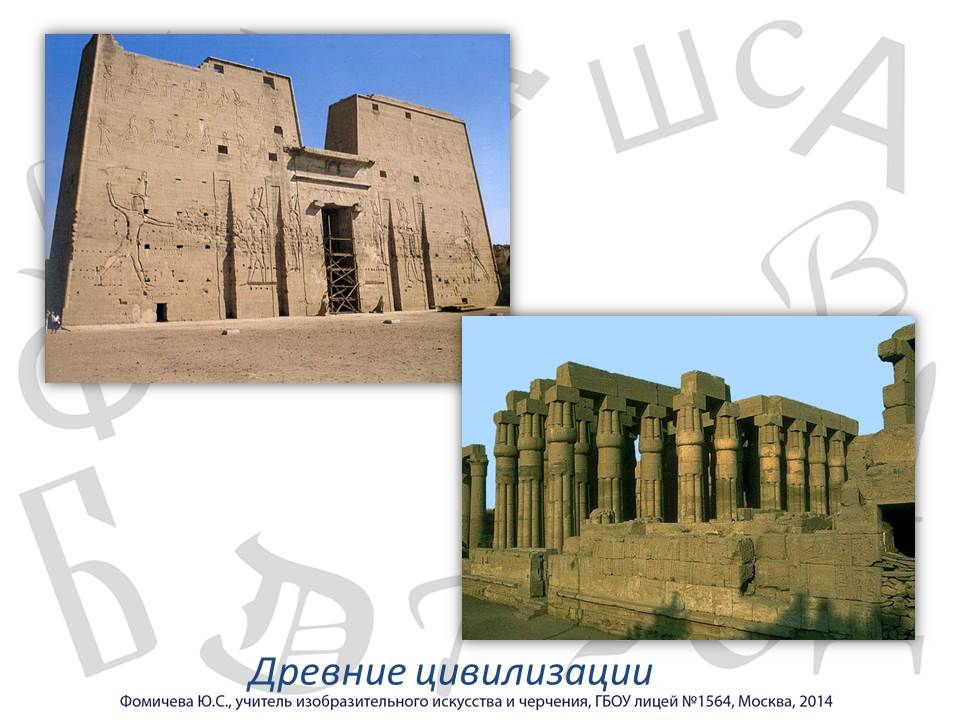 Древние цивилизации
Фомичева Ю.С., учитель изобразительного искусства и черчения, ГБОУ лицей №1564, Москва, 2014